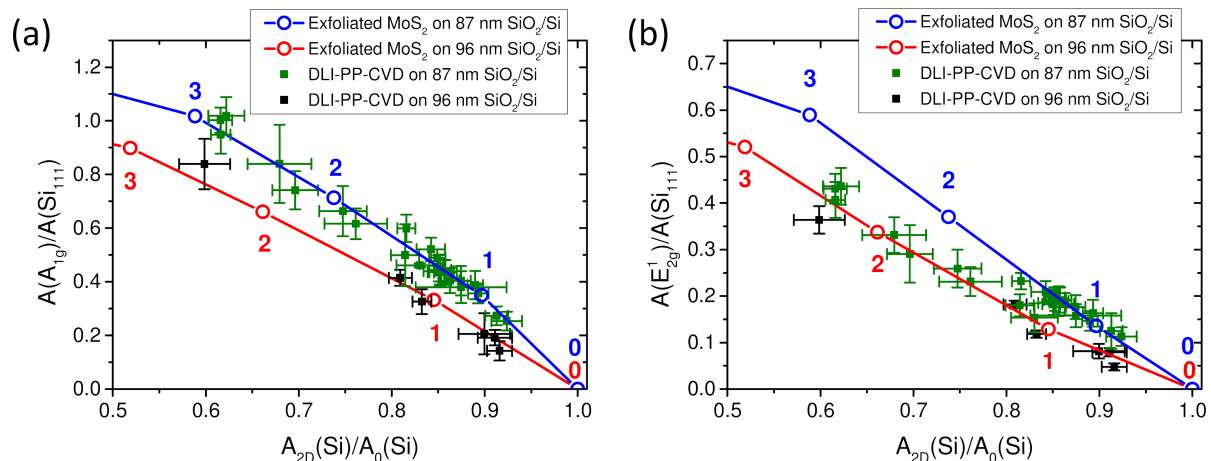 (a)
Exfoliated MoS₂ on 87 nm SiO₂/Si
Exfoliated MoS₂ on 96 nm SiO₂/Si
DLI-PP-CVD on 87 nm SiO₂/Si
DLI-PP-CVD on 96 nm SiO₂/Si
A(A₁g)/A(Si₁₁₁)
1.2
1.0
0.8
0.6
0.4
0.2
0.0
3
2
1
0
3
2
1
0
0.5 0.6 0.7 0.8 0.9 1.0
A₂D(Si)/A₀(Si)
(b)
Exfoliated MoS₂ on 87 nm SiO₂/Si
Exfoliated MoS₂ on 96 nm SiO₂/Si
DLI-PP-CVD on 87 nm SiO₂/Si
DLI-PP-CVD on 96 nm SiO₂/Si
A(E¹₂g)/A(Si₁₁₁)
0.7
0.6
0.5
0.4
0.3
0.2
0.1
0.0
3
2
1
0
3
2
1
0
0.5 0.6 0.7 0.8 0.9 1.0
A₂D(Si)/A₀(Si)